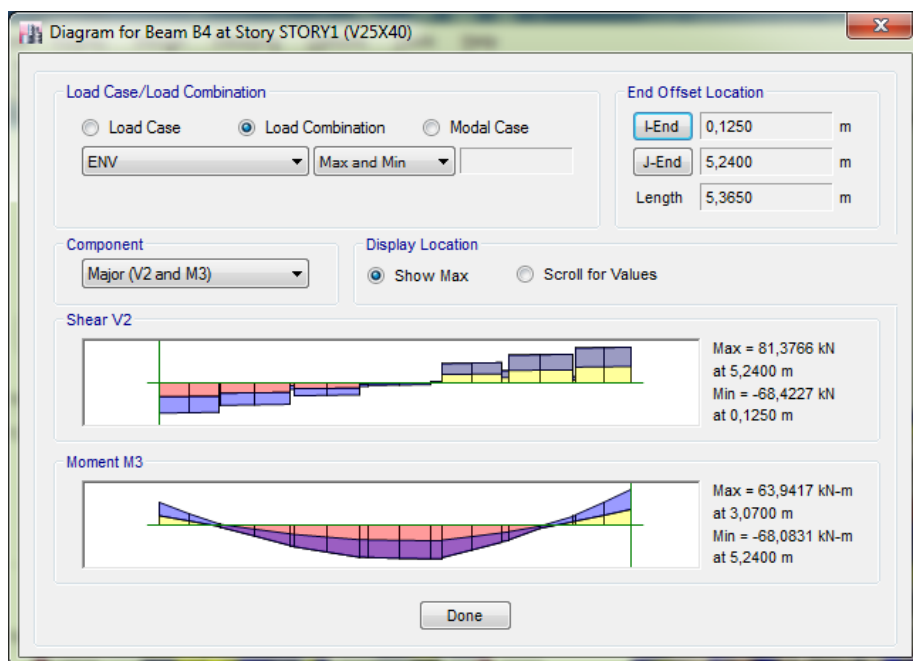 Diagram for Beam B4 at Story STORY1 (V25X40)
Load Case/Load Combination
Load Case
Load Combination
Modal Case
ENV
Max and Min
End Offset Location
I-End 0,1250 m
J-End 5,2400 m
Length 5,3650 m
Component
Major (V2 and M3)
Display Location
Show Max
Scroll for Values
Shear V2
Max = 81,3766 kN
at 5,2400 m
Min = -68,4227 kN
at 0,1250 m
Moment M3
Max = 63,9417 kN-m
at 3,0700 m
Min = -68,0831 kN-m
at 5,2400 m
Done